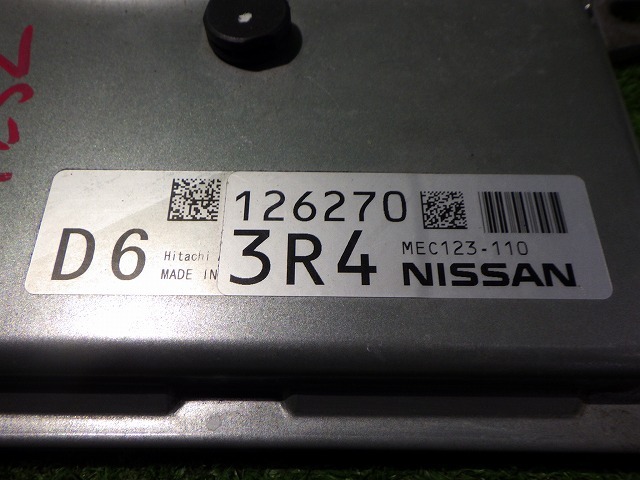 126270
D6
Hitachi
MADE IN
3R4
MEC123-110
NISSAN